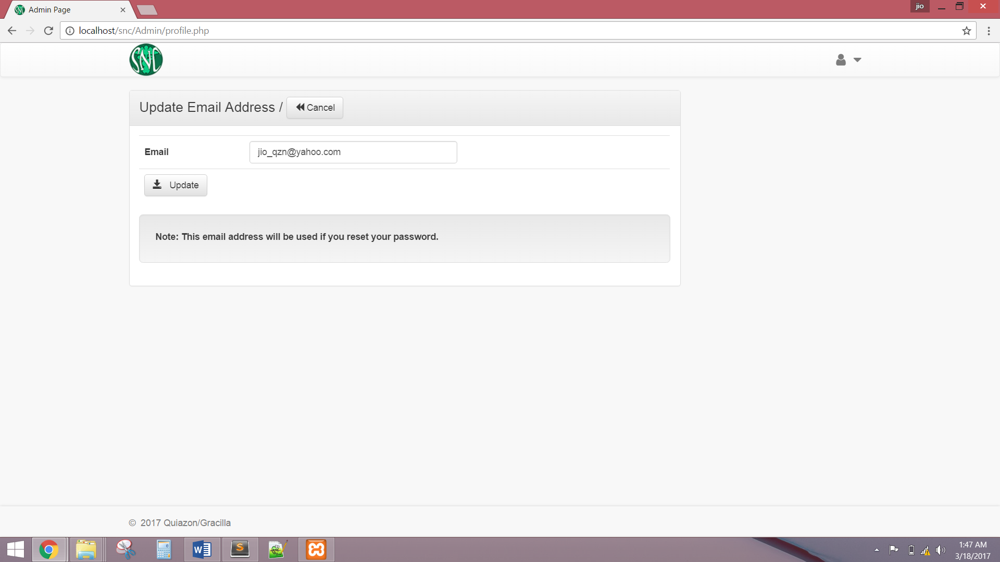 Admin Page
jio
localhost/snc/Admin/profile.php
SNC
Update Email Address / Cancel
Email jio_qzn@yahoo.com
Update
Note: This email address will be used if you reset your password.
© 2017 Quiazon/Gracilla
1:47 AM
3/18/2017